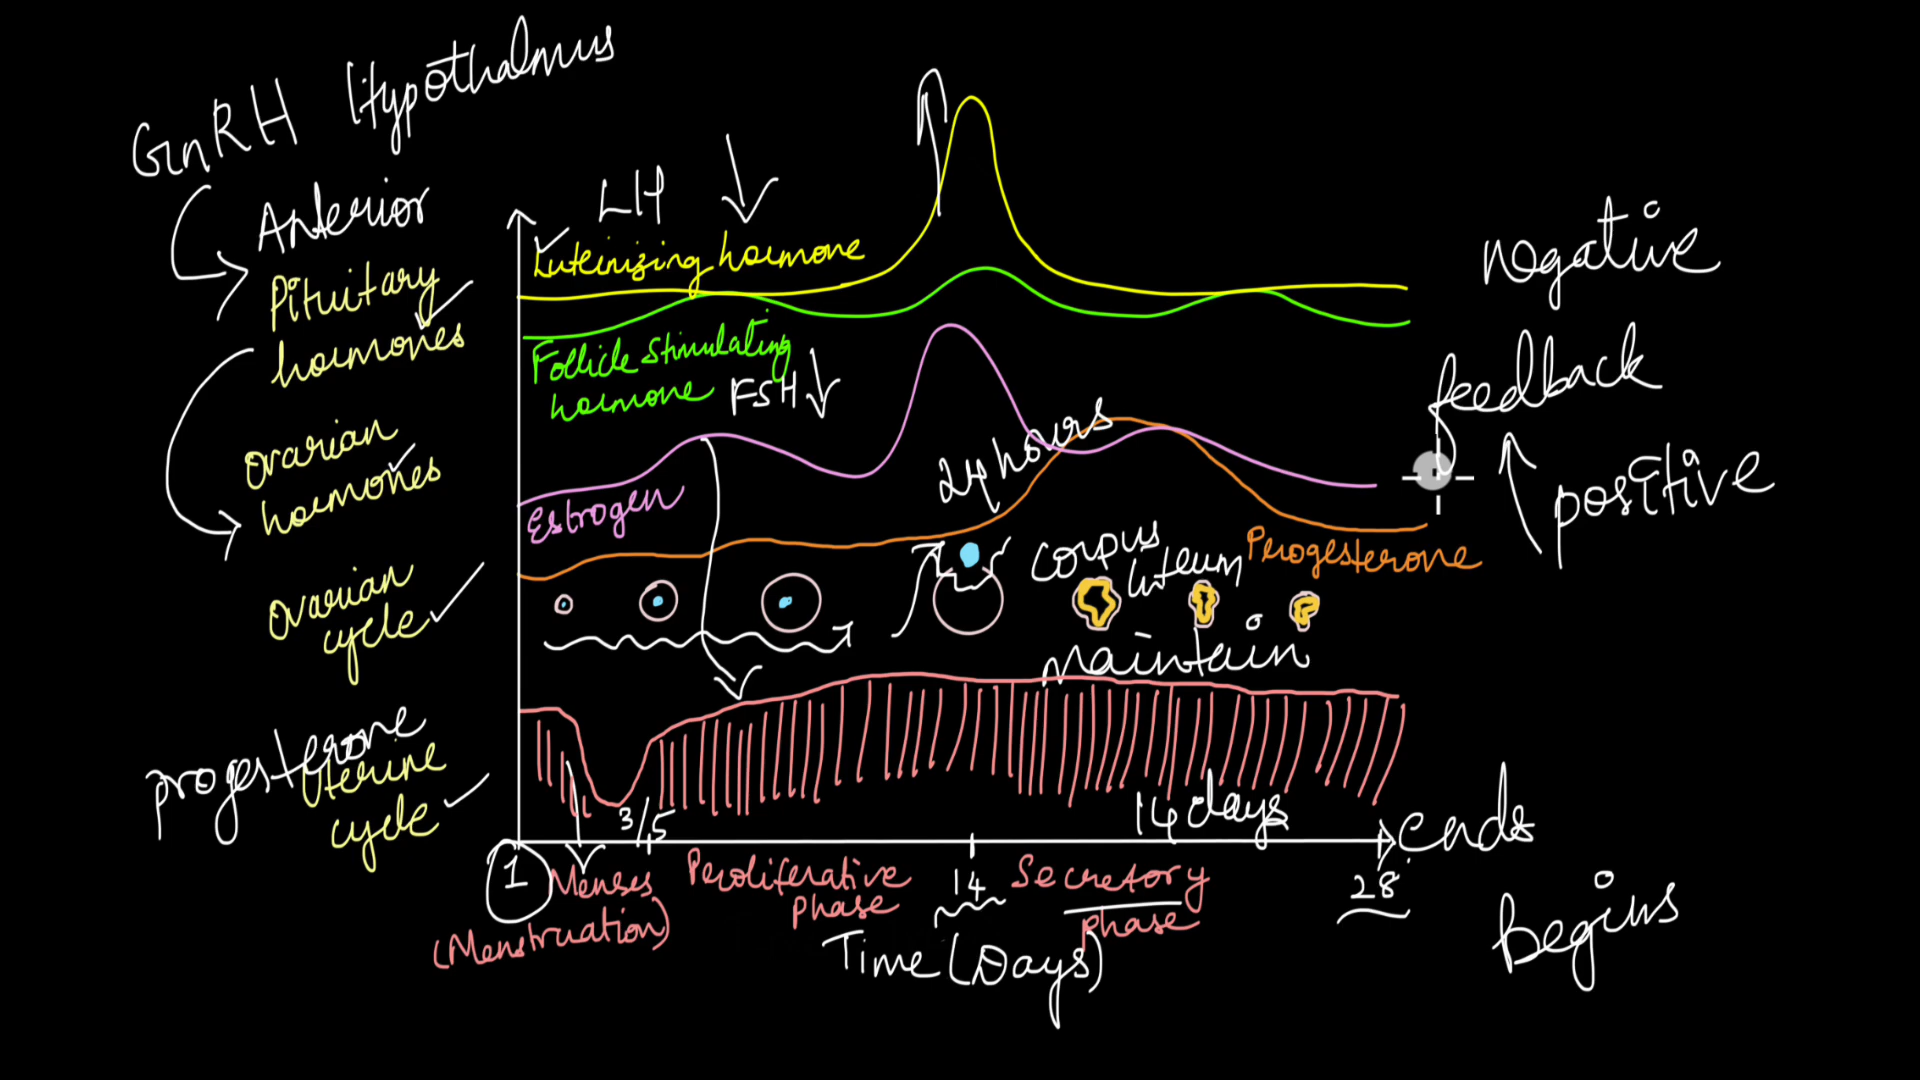 GnRH Hypothalmus
Anterior
Pituitary
hormones
LH
Luteinizing hormone
Follicle Stimulating
hormone FSH
negative
feedback
positive
ovarian
hormones
24 hours
Estrogen
corpus
luteum
Progesterone
ovarian
cycle
maintain
progesterone
Uterine
cycle
3/5
14 days
ends
1
Menses
(Menstruation)
Proliferative
Phase
14
Secretory
phase
28
Begins
Time (Days)